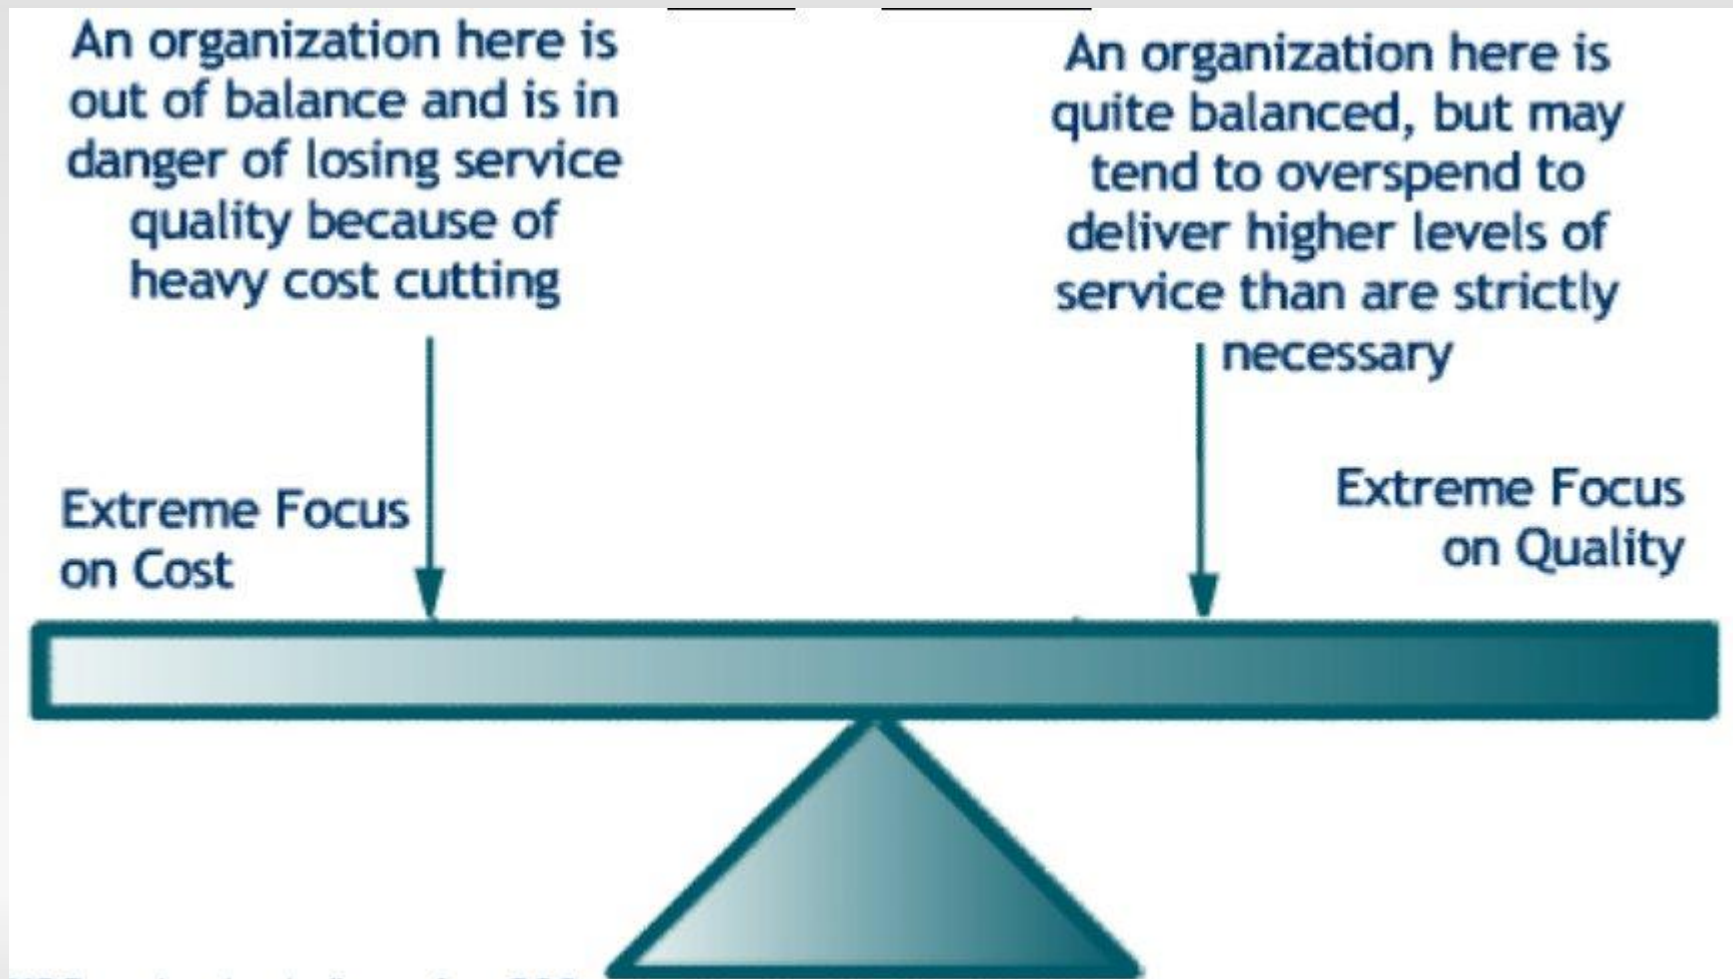 An organization here is
out of balance and is in
danger of losing service
quality because of
heavy cost cutting
An organization here is
quite balanced, but may
tend to overspend to
deliver higher levels of
service than are strictly
necessary
Extreme Focus
on Cost
Extreme Focus
on Quality